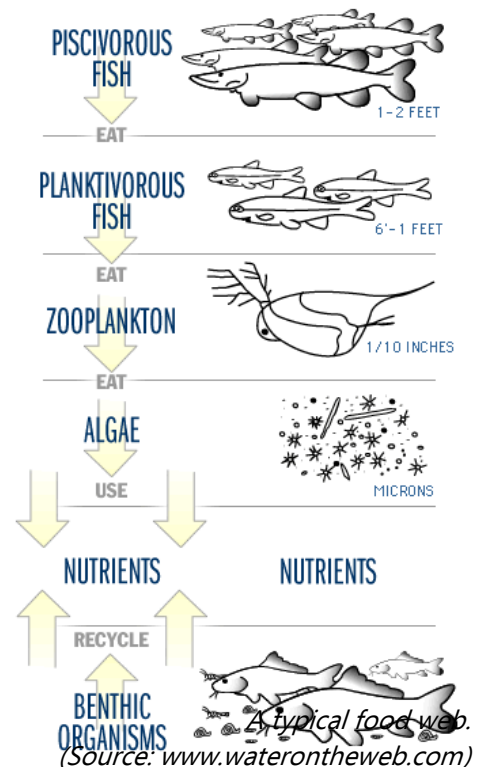 PISCIVOROUS
FISH
1-2 FEET
EAT
PLANKTIVOROUS
FISH
6'-1 FEET
EAT
ZOOPLANKTON
1/10 INCHES
EAT
ALGAE
USE
MICRONS
NUTRIENTS NUTRIENTS
RECYCLE
BENTHIC
ORGANISMS
A typical food web.
(Source: www.waterontheweb.com)